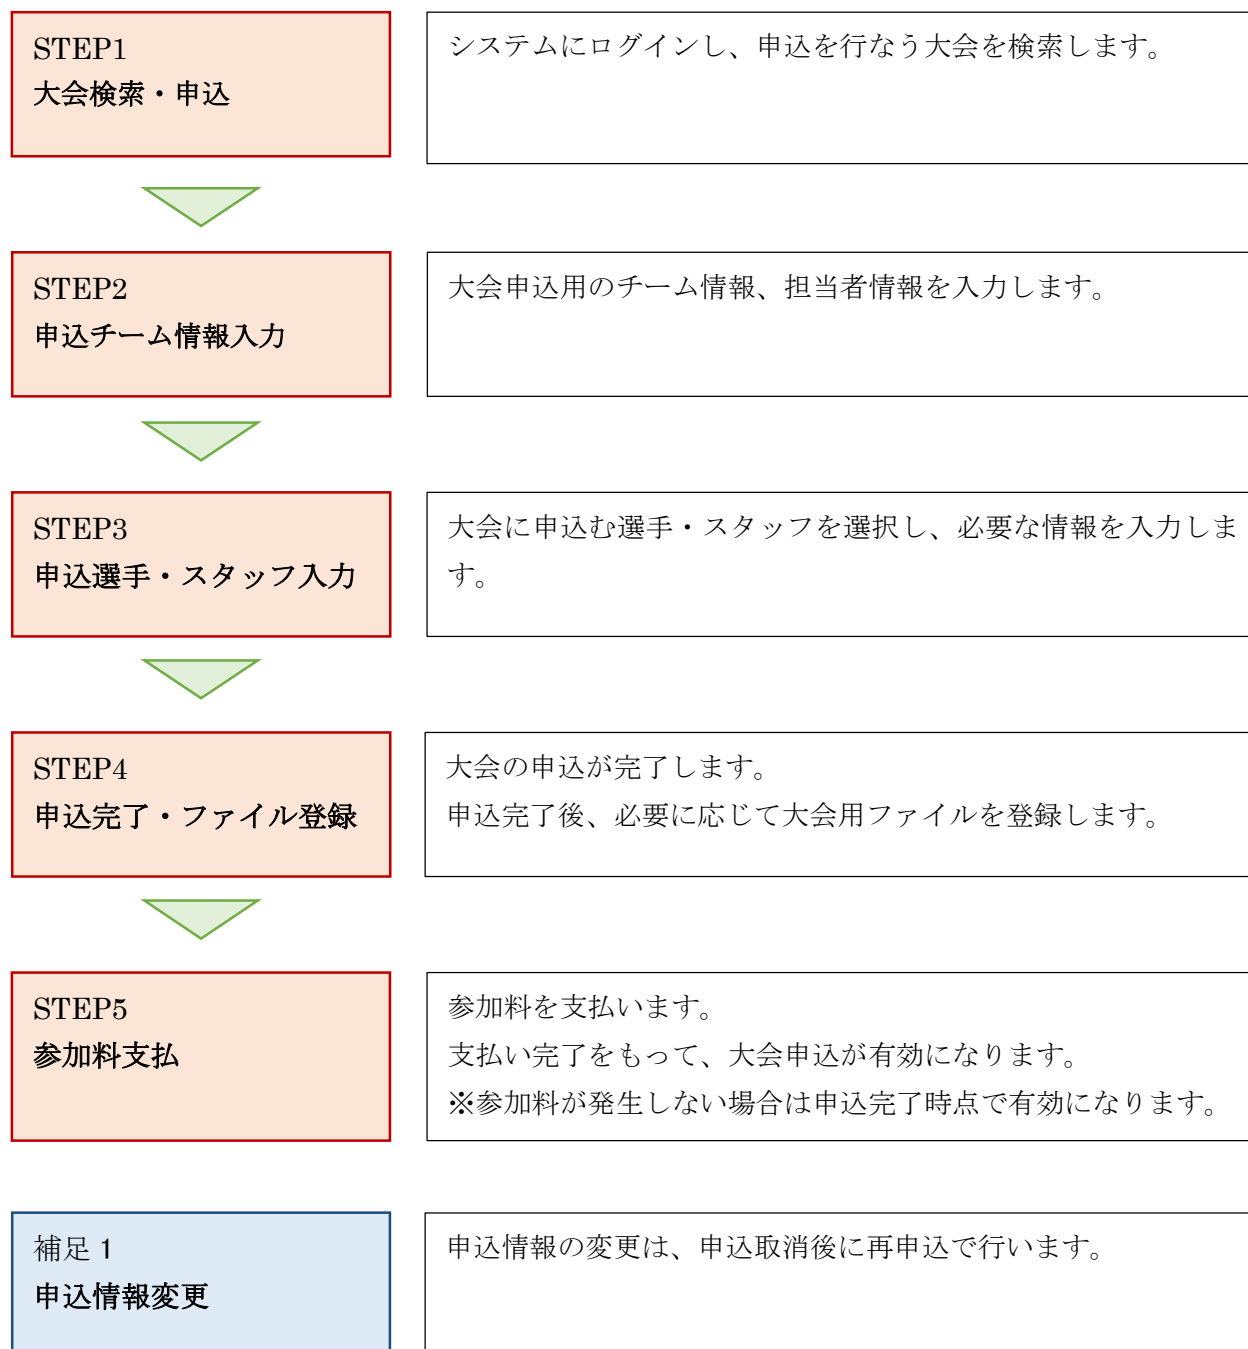 STEP1
大会検索・申込
システムにログインし、申込を行なう大会を検索します。
STEP2
申込チーム情報入力
大会申込用のチーム情報、担当者情報を入力します。
STEP3
申込選手・スタッフ入力
大会に申込む選手・スタッフを選択し、必要な情報を入力しま
す。
STEP4
申込完了・ファイル登録
大会の申込が完了します。
申込完了後、必要に応じて大会用ファイルを登録します。
STEP5
参加料支払
参加料を支払います。
支払い完了をもって、大会申込が有効になります。
※参加料が発生しない場合は申込完了時点で有効になります。
補足 1
申込情報変更
申込情報の変更は、申込取消後に再申込で行います。